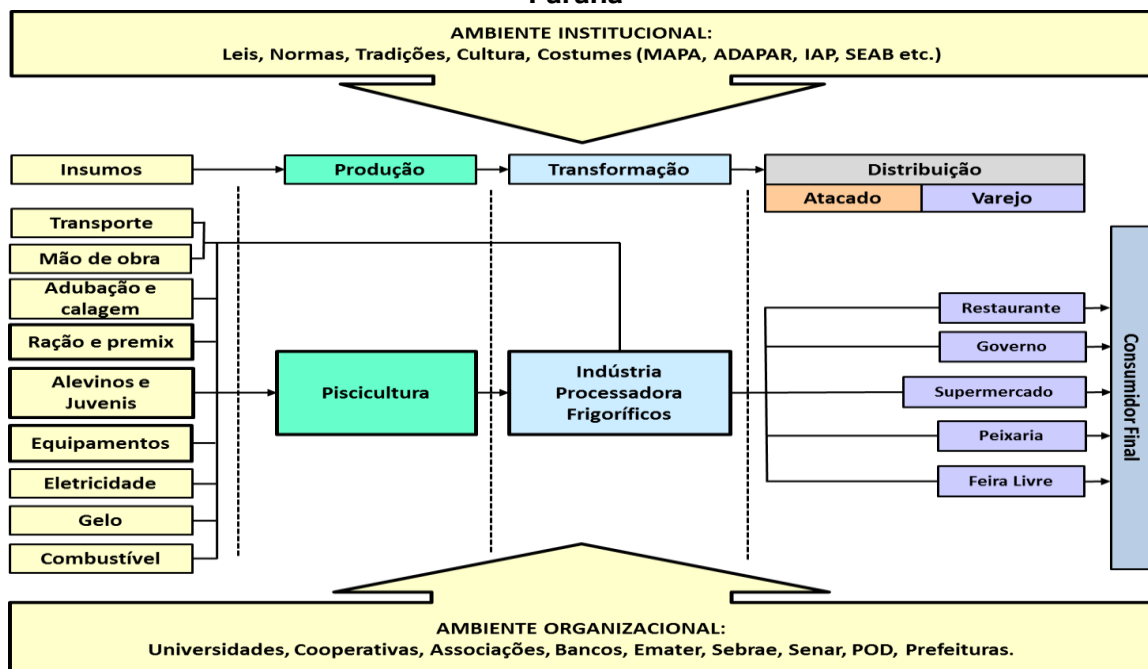 Paraná
AMBIENTE INSTITUCIONAL:
Leis, Normas, Tradições, Cultura, Costumes (MAPA, ADAPAR, IAP, SEAB etc.)
Insumos
Produção
Transformação
Distribuição
Atacado
Varejo
Transporte
Mão de obra
Adubação e
calagem
Ração e premix
Alevinos e
Juvenis
Equipamentos
Eletricidade
Gelo
Combustível
Piscicultura
Indústria
Processadora
Frigoríficos
Restaurante
Governo
Supermercado
Peixaria
Feira Livre
Consumidor Final
AMBIENTE ORGANIZACIONAL:
Universidades, Cooperativas, Associações, Bancos, Emater, Sebrae, Senar, POD, Prefeituras.